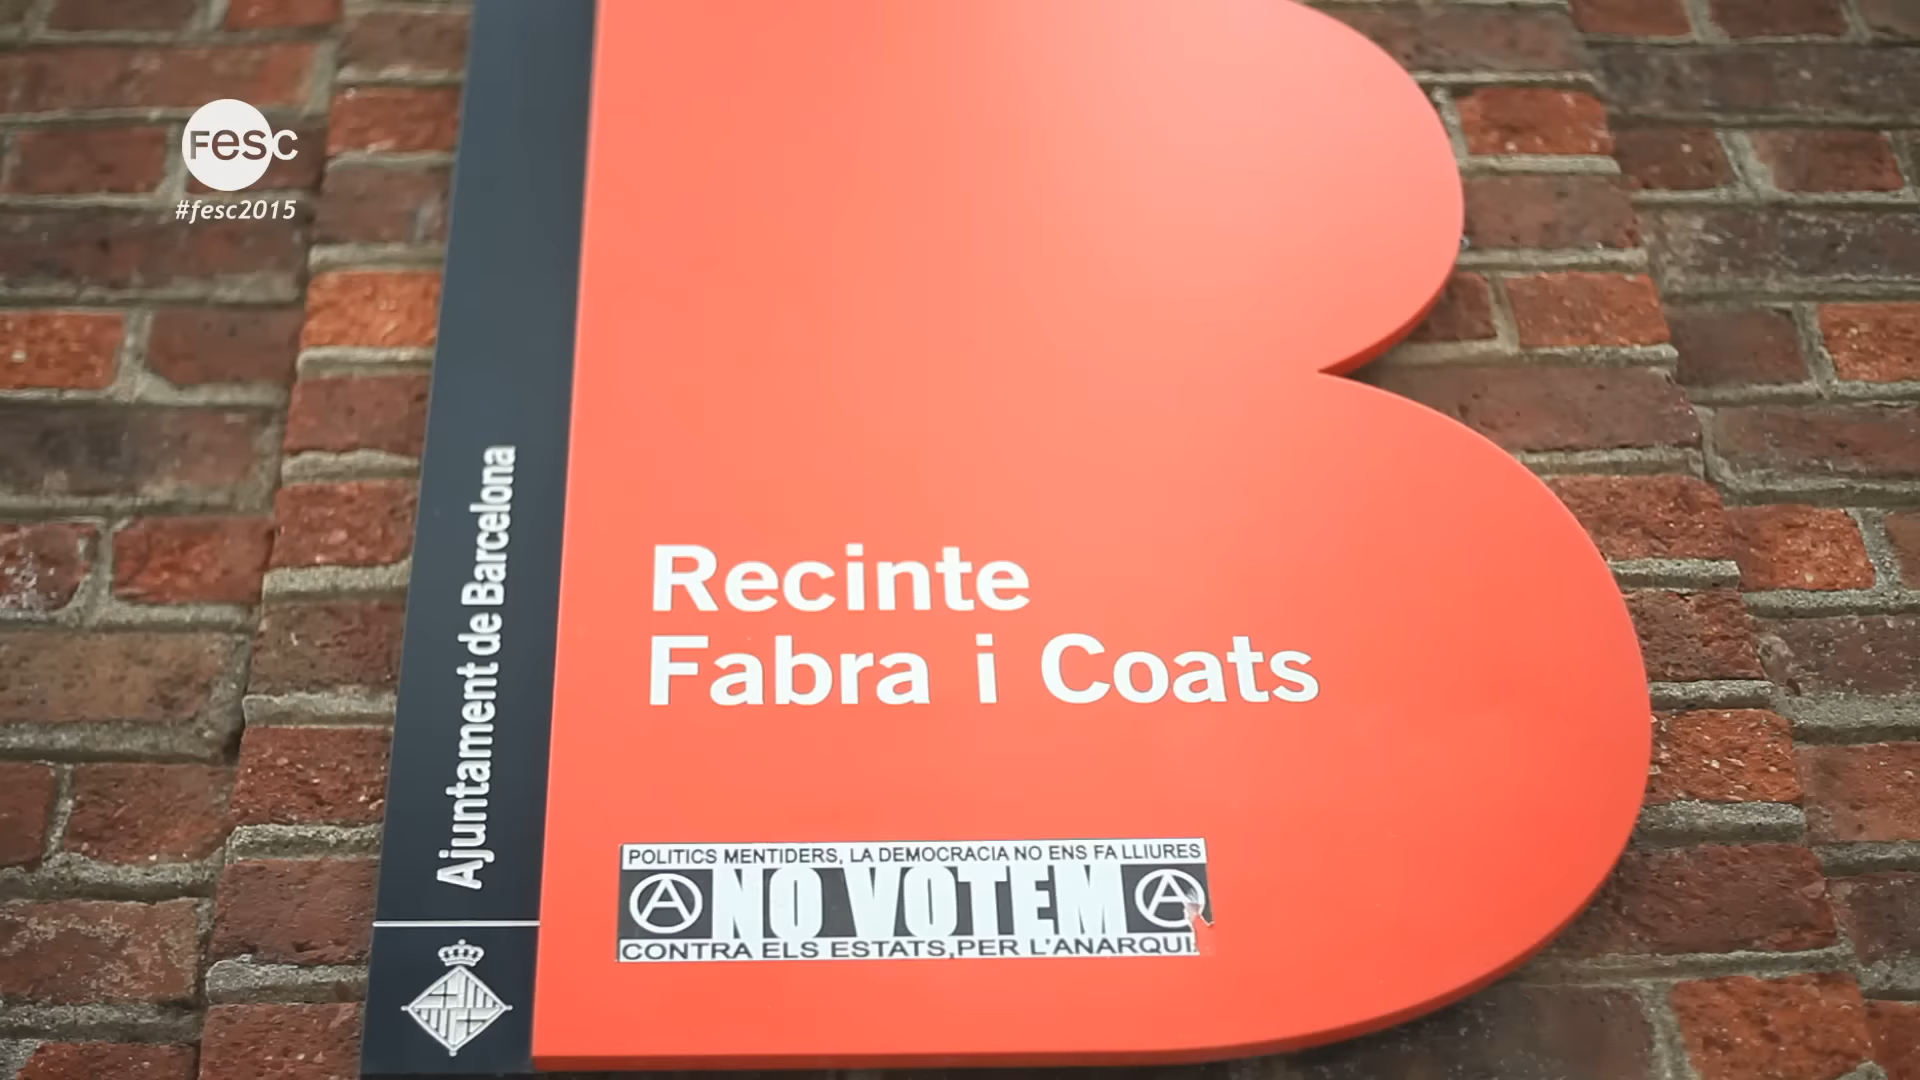 Fesc
#fesc2015
Ajuntament de Barcelona
Recinte
Fabra i Coats
POLITICS MENTIDERS, LA DEMOCRACIA NO ENS FA LLIURES
NO VOTEM
CONTRA ELS ESTATS,PER L'ANARQUI